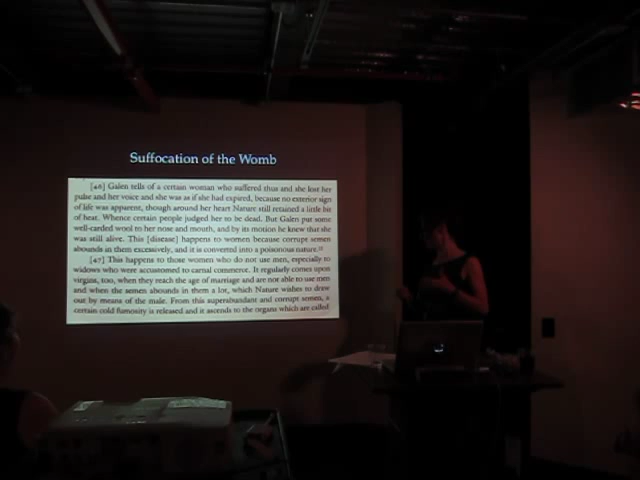 Suffocation of the Womb
[46] Galen tells of a certain woman who suffered thus and she lost her
pulse and her voice and she was as if she had expired, because no exterior sign
of life was apparent, though around her heart Nature still retained a little bit
of heat. Whence certain people judged her to be dead. But Galen put some
well-carded wool to her nose and mouth, and by its motion he knew that she
was still alive. This [disease] happens to women because corrupt semen
abounds in them excessively, and it is converted into a poisonous nature.
[47] This happens to those women who do not use men, especially to
widows who were accustomed to carnal commerce. It regularly comes upon
virgins, too, when they reach the age of marriage and are not able to use men
and when the semen abounds in them a lot, which Nature wishes to draw
out by means of the male. From this superabundant and corrupt semen, a
certain cold fumosity is released and it ascends to the organs which are called